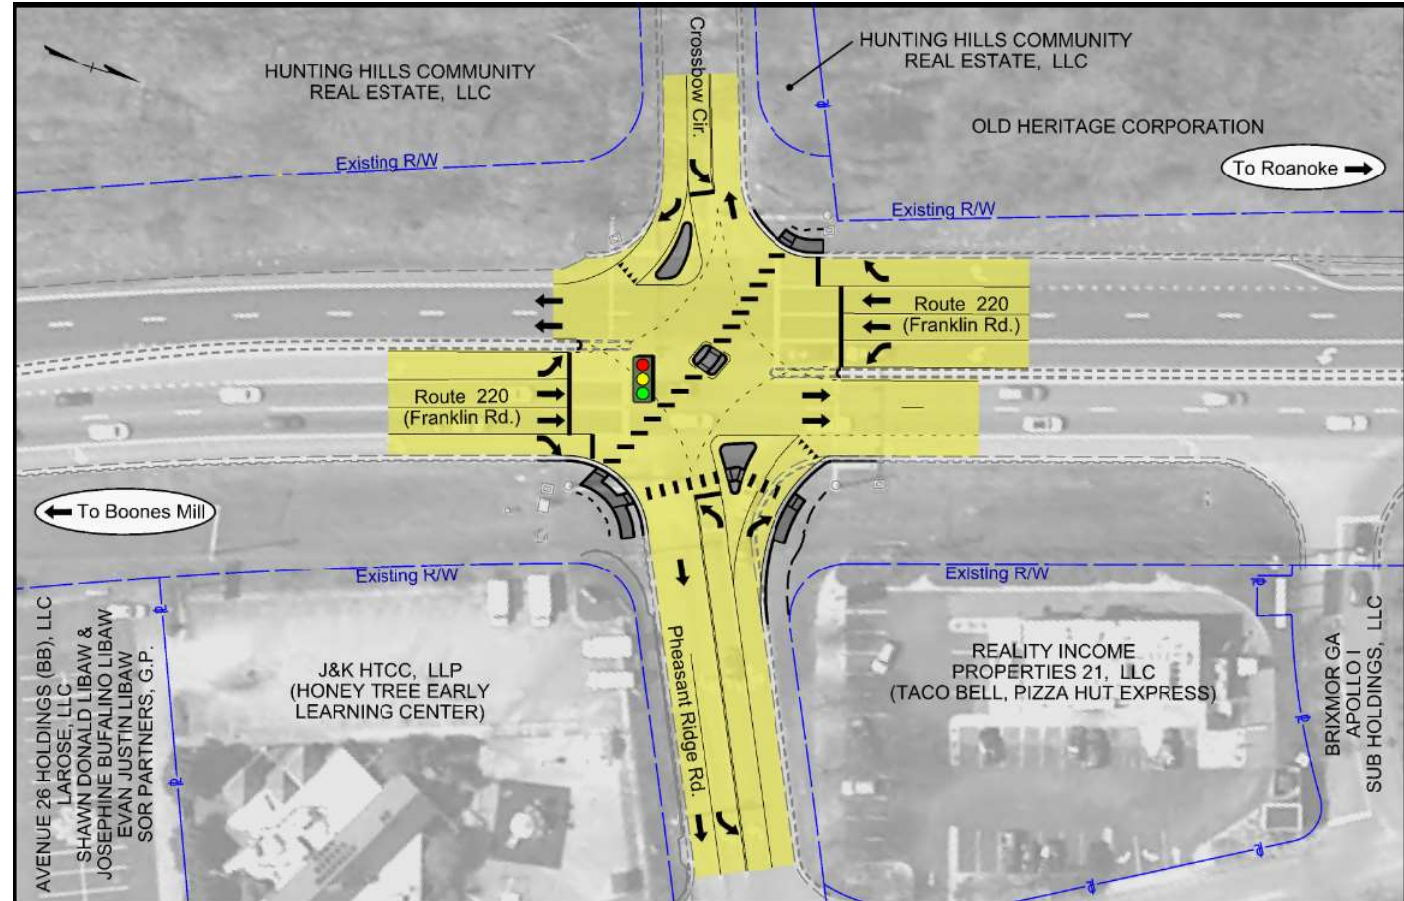 Crossbow Cir.
HUNTING HILLS COMMUNITY
REAL ESTATE, LLC
HUNTING HILLS COMMUNITY
REAL ESTATE, LLC
OLD HERITAGE CORPORATION
To Roanoke
Existing R/W
Existing R/W
Route 220
(Franklin Rd.)
Route 220
(Franklin Rd.)
To Boones Mill
Existing R/W
Existing R/W
Pheasant Ridge Rd.
AVENUE 26 HOLDINGS (BB), LLC
LAROSE, LLC
SHAWN DONALD LIBAW &
JOSEPHINE BUFALINO LIBAW
EVAN JUSTIN LIBAW
SOR PARTNERS, G.P.
J&K HTCC, LLP
(HONEY TREE EARLY
LEARNING CENTER)
REALITY INCOME
PROPERTIES 21, LLC
(TACO BELL, PIZZA HUT EXPRESS)
BRIXMOR GA
APOLLO I
SUB HOLDINGS, LLC